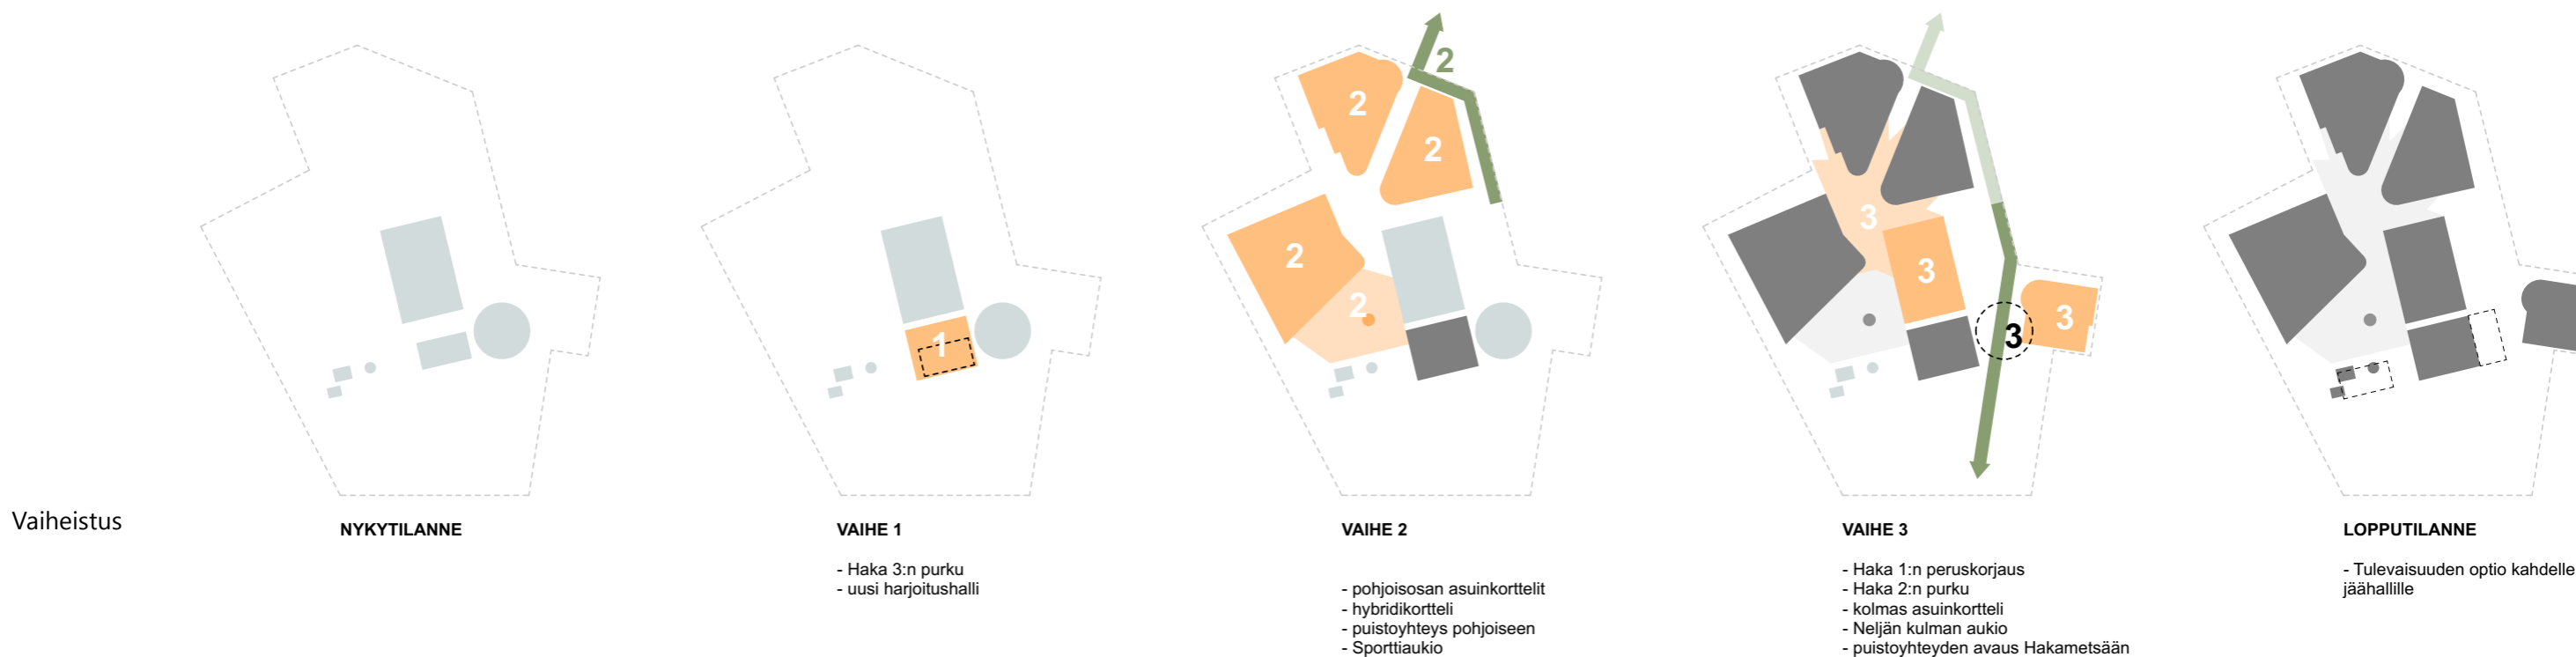 2
2
2
2
2
1
3
3
3
3
Vaiheistus
NYKYTILANNE
VAIHE 1
- Haka 3:n purku
- uusi harjoitushalli
VAIHE 2
- pohjoisosan asuinkorttelit
- hybridikortteli
- puistoyhteys pohjoiseen
- Sporttiaukio
VAIHE 3
- Haka 1:n peruskorjaus
- Haka 2:n purku
- kolmas asuinkortteli
- Neljän kulman aukio
- puistoyhteyden avaus Hakametsään
LOPPUTILANNE
- Tulevaisuuden optio kahdelle
jäähallille